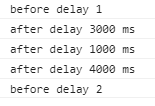 before delay 1
after delay 3000 ms
after delay 1000 ms
after delay 4000 ms
before delay 2